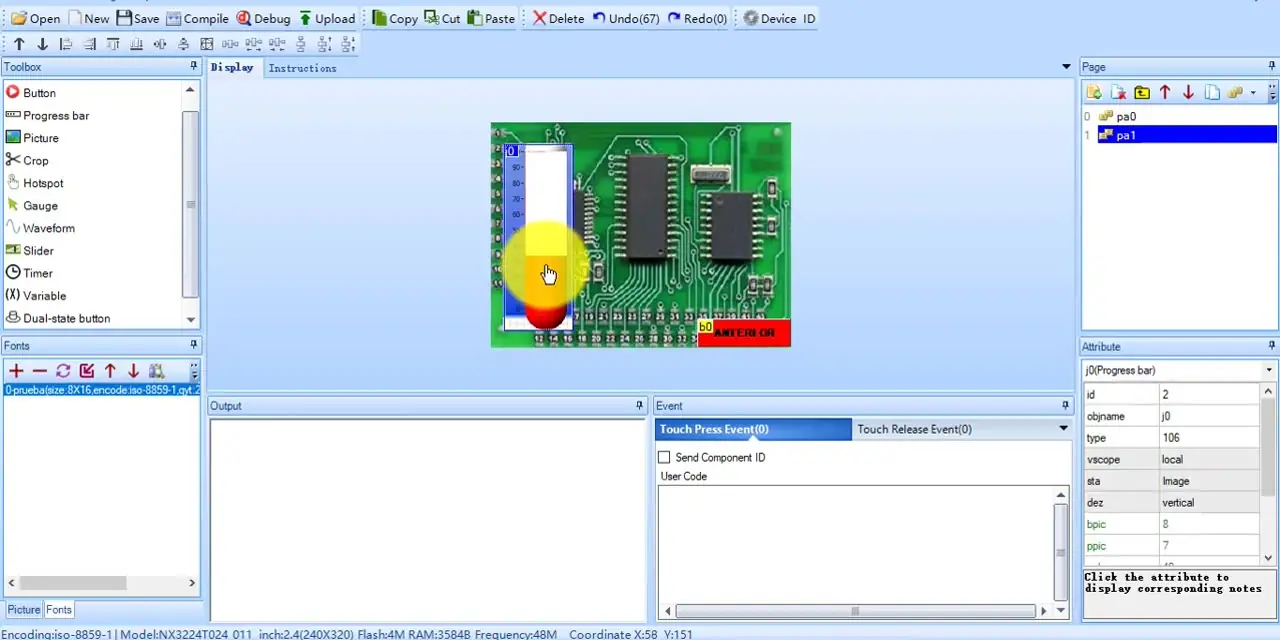 Open New Save Compile Debug Upload Copy Cut Paste Delete Undo(67) Redo(0) Device ID
Toolbox
Button
Progress bar
Picture
Crop
Hotspot
Gauge
Waveform
Slider
Timer
(X) Variable
Dual-state button
Fonts
0-prueba(size:8X16,encode:iso-8859-1,qyt:2
Picture Fonts
Display Instructions
j0
90
80
70
60
b0 ANTERIOR
Output
Event
Touch Press Event(0) Touch Release Event(0)
Send Component ID
User Code
Page
0 pa0
1 pa1
Attribute
j0(Progress bar)
id 2
objname j0
type 106
vscope local
sta Image
dez vertical
bpic 8
ppic 7
Click the attribute to
display corresponding notes
Encoding:iso-8859-1 Model:NX3224T024_011 inch:2.4(240X320) Flash:4M RAM:3584B Frequency:48M Coordinate X:58 Y:151